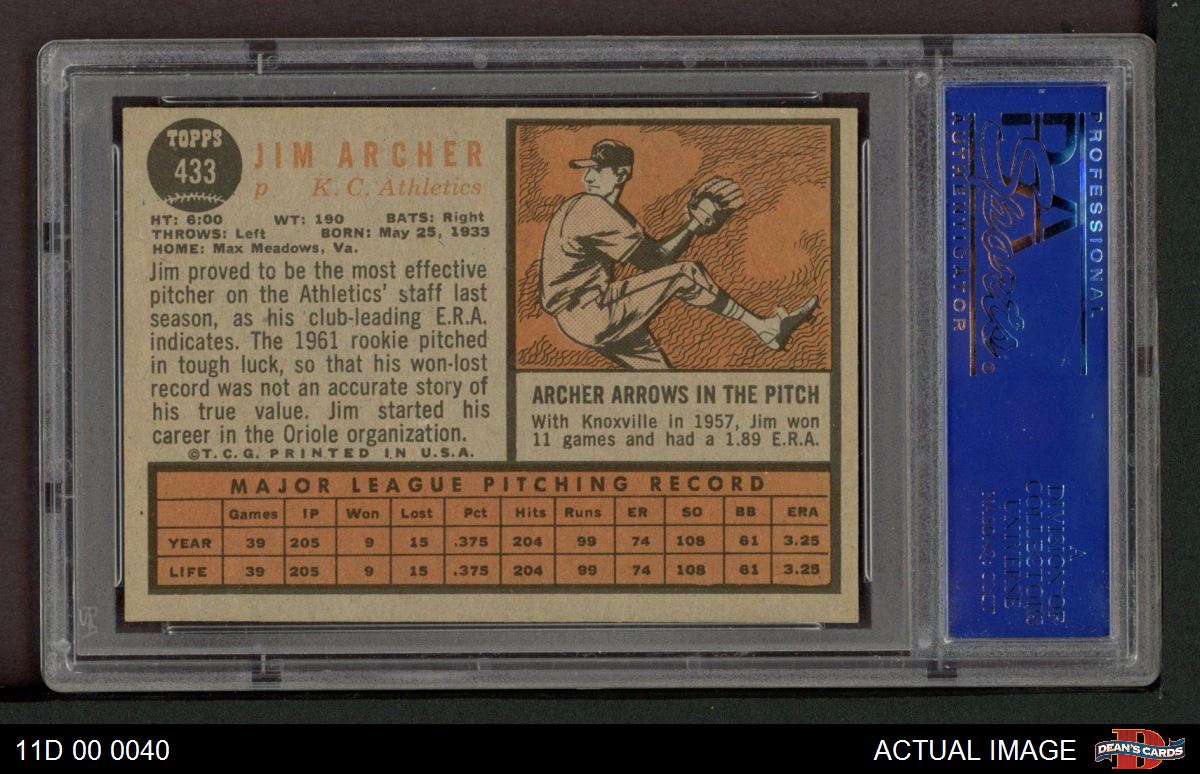 TOPPS
433
JIM ARCHER
p K. C. Athletics
HT: 6:00 WT: 190 BATS: Right
THROWS: Left BORN: May 25, 1933
HOME: Max Meadows, Va.
Jim proved to be the most effective
pitcher on the Athletics' staff last
season, as his club-leading E.R.A.
indicates. The 1961 rookie pitched
in tough luck, so that his won-lost
record was not an accurate story of
his true value. Jim started his
career in the Oriole organization.
©T.C.G. PRINTED IN U.S.A.
ARCHER ARROWS IN THE PITCH
With Knoxville in 1957, Jim won
11 games and had a 1.89 E.R.A.
MAJOR LEAGUE PITCHING RECORD
Games IP Won Lost Pct Hits Runs ER SO BB ERA
YEAR 39 205 9 15 .375 204 99 74 108 61 3.25
LIFE 39 205 9 15 .375 204 99 74 108 61 3.25
PROFESSIONAL
PSA
Sports
AUTHENTICATOR
®
A
DIVISION OF
COLLECTORS
UNIVERSE
PSA
11D 00 0040
ACTUAL IMAGE
DEAN'S CARDS